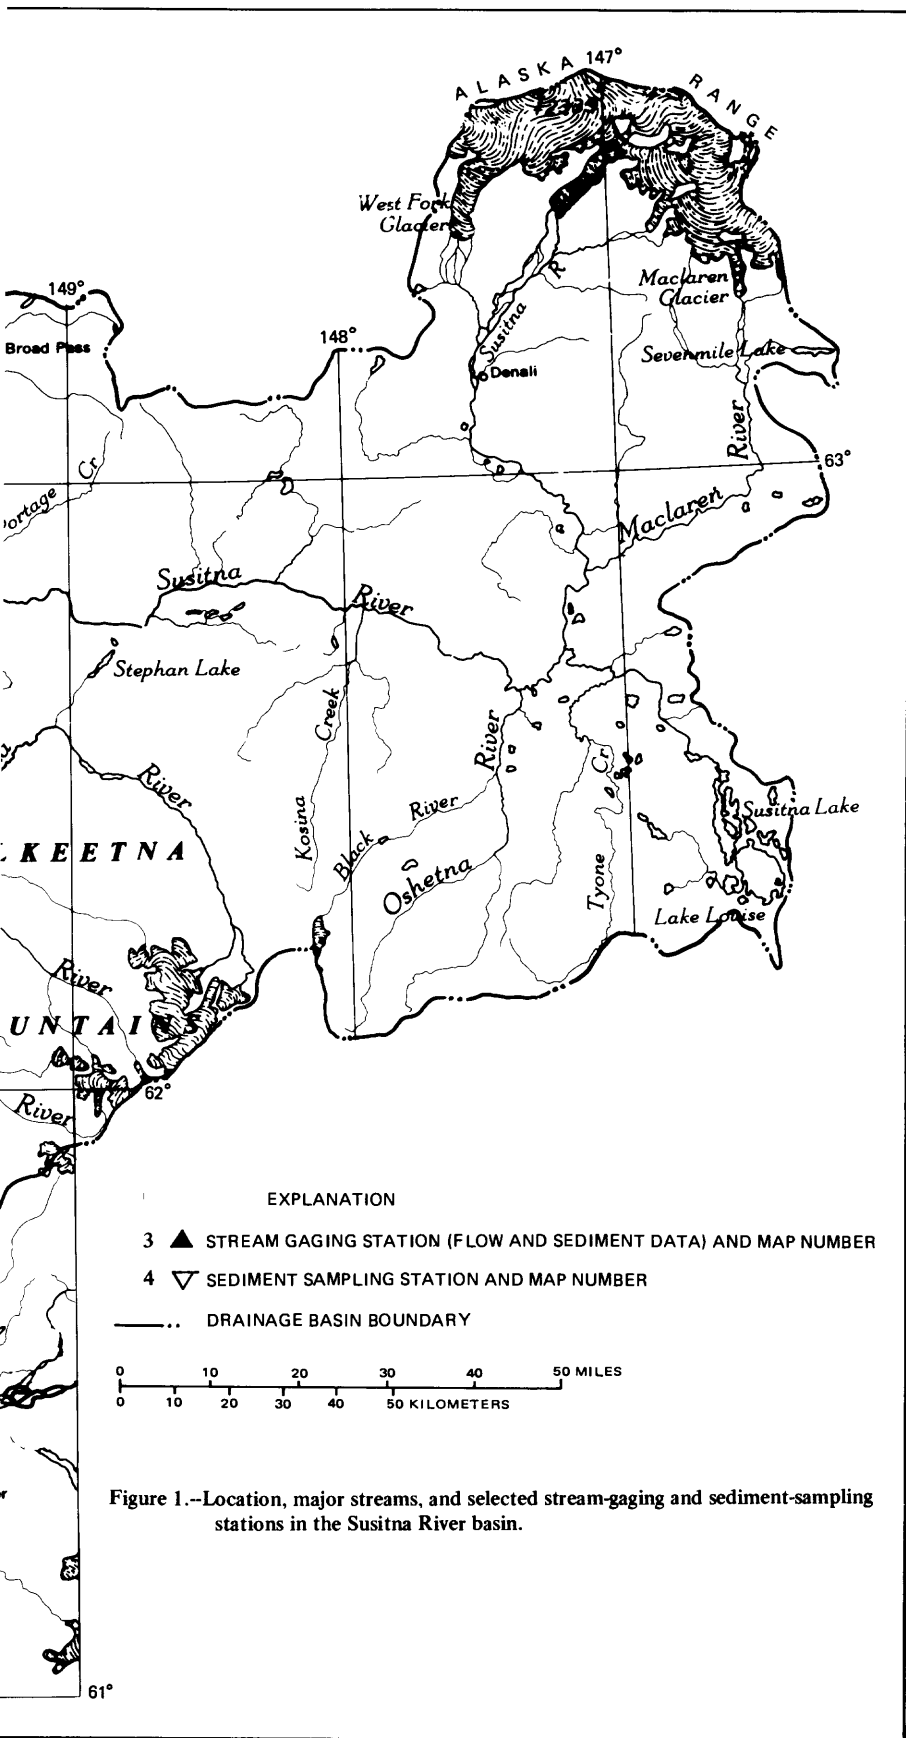 ALASKA RANGE
147°
West Fork
Glacier
149°
Broad Pass
148°
Maclaren
Glacier
Susitna R
Sevenmile Lake
Denali
River
63°
Cr
ortage
Maclaren
Susitna
River
Stephan Lake
Creek
River
Cr
River
Susitna Lake
River
Kosina
Black
KEETNA
Oshetna
Tyone
Lake Louise
River
UNTAINS
62°
River
EXPLANATION
3 ▲ STREAM GAGING STATION (FLOW AND SEDIMENT DATA) AND MAP NUMBER
4 ▽ SEDIMENT SAMPLING STATION AND MAP NUMBER
DRAINAGE BASIN BOUNDARY
0 10 20 30 40 50 MILES
0 10 20 30 40 50 KILOMETERS
Figure 1.--Location, major streams, and selected stream-gaging and sediment-sampling
stations in the Susitna River basin.
61°